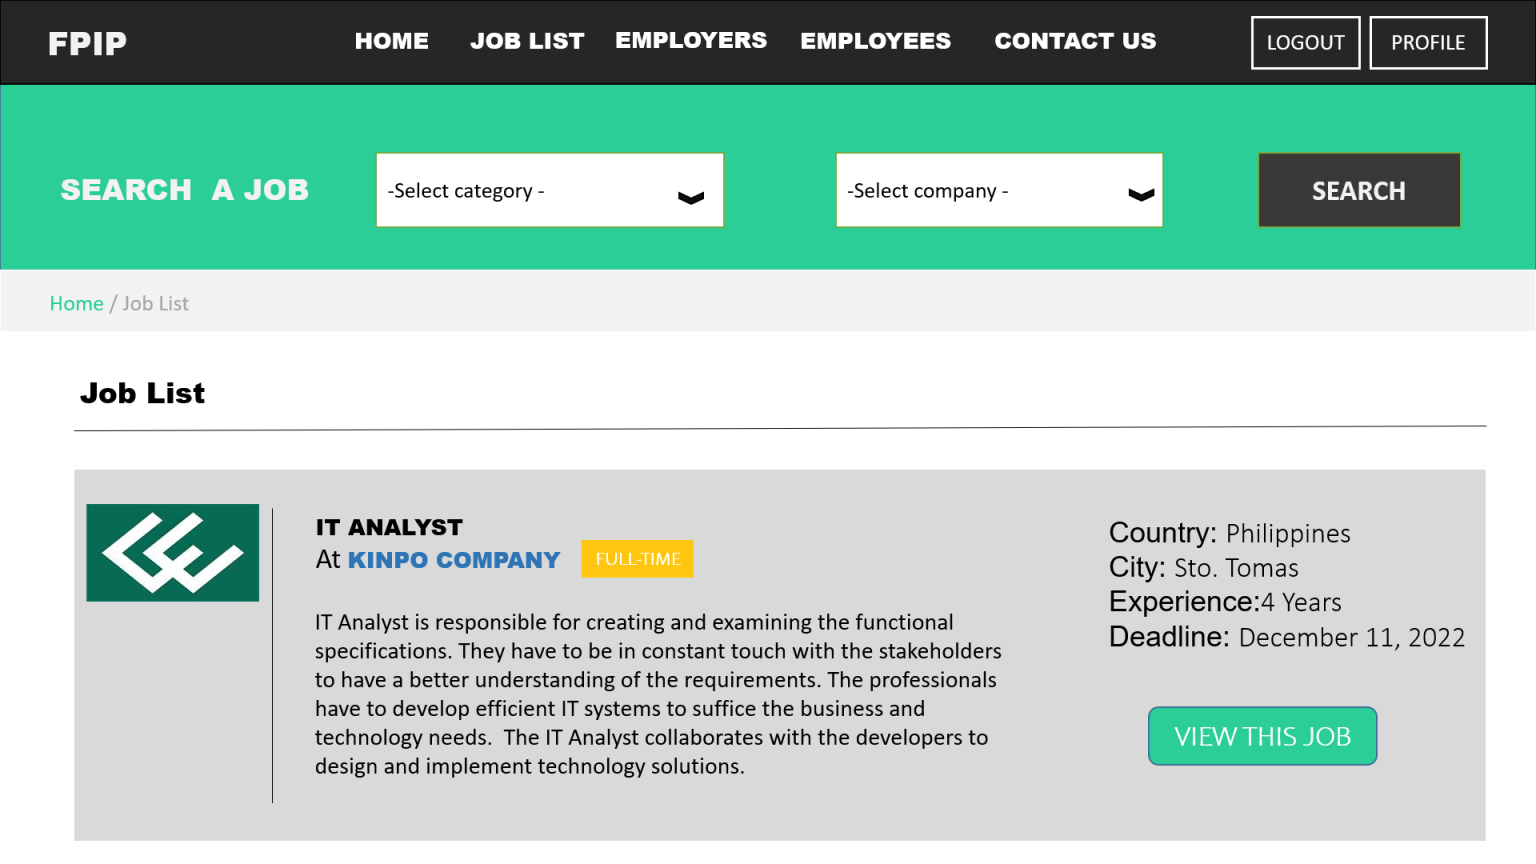 FPIP
HOME
JOB LIST
EMPLOYERS
EMPLOYEES
CONTACT US
LOGOUT
PROFILE
SEARCH A JOB
-Select category -
-Select company -
SEARCH
Home / Job List
Job List
IT ANALYST
At KINPO COMPANY
FULL-TIME
IT Analyst is responsible for creating and examining the functional
specifications. They have to be in constant touch with the stakeholders
to have a better understanding of the requirements. The professionals
have to develop efficient IT systems to suffice the business and
technology needs.  The IT Analyst collaborates with the developers to
design and implement technology solutions.
Country: Philippines
City: Sto. Tomas
Experience:4 Years
Deadline: December 11, 2022
VIEW THIS JOB